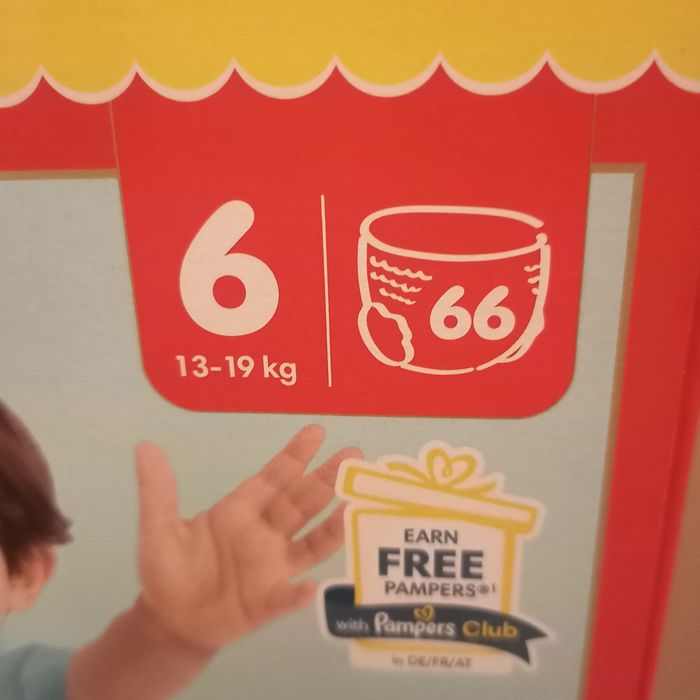 6
13-19 kg
66
EARN
FREE
PAMPERS®1
with Pampers Club
in DE/FR/AT